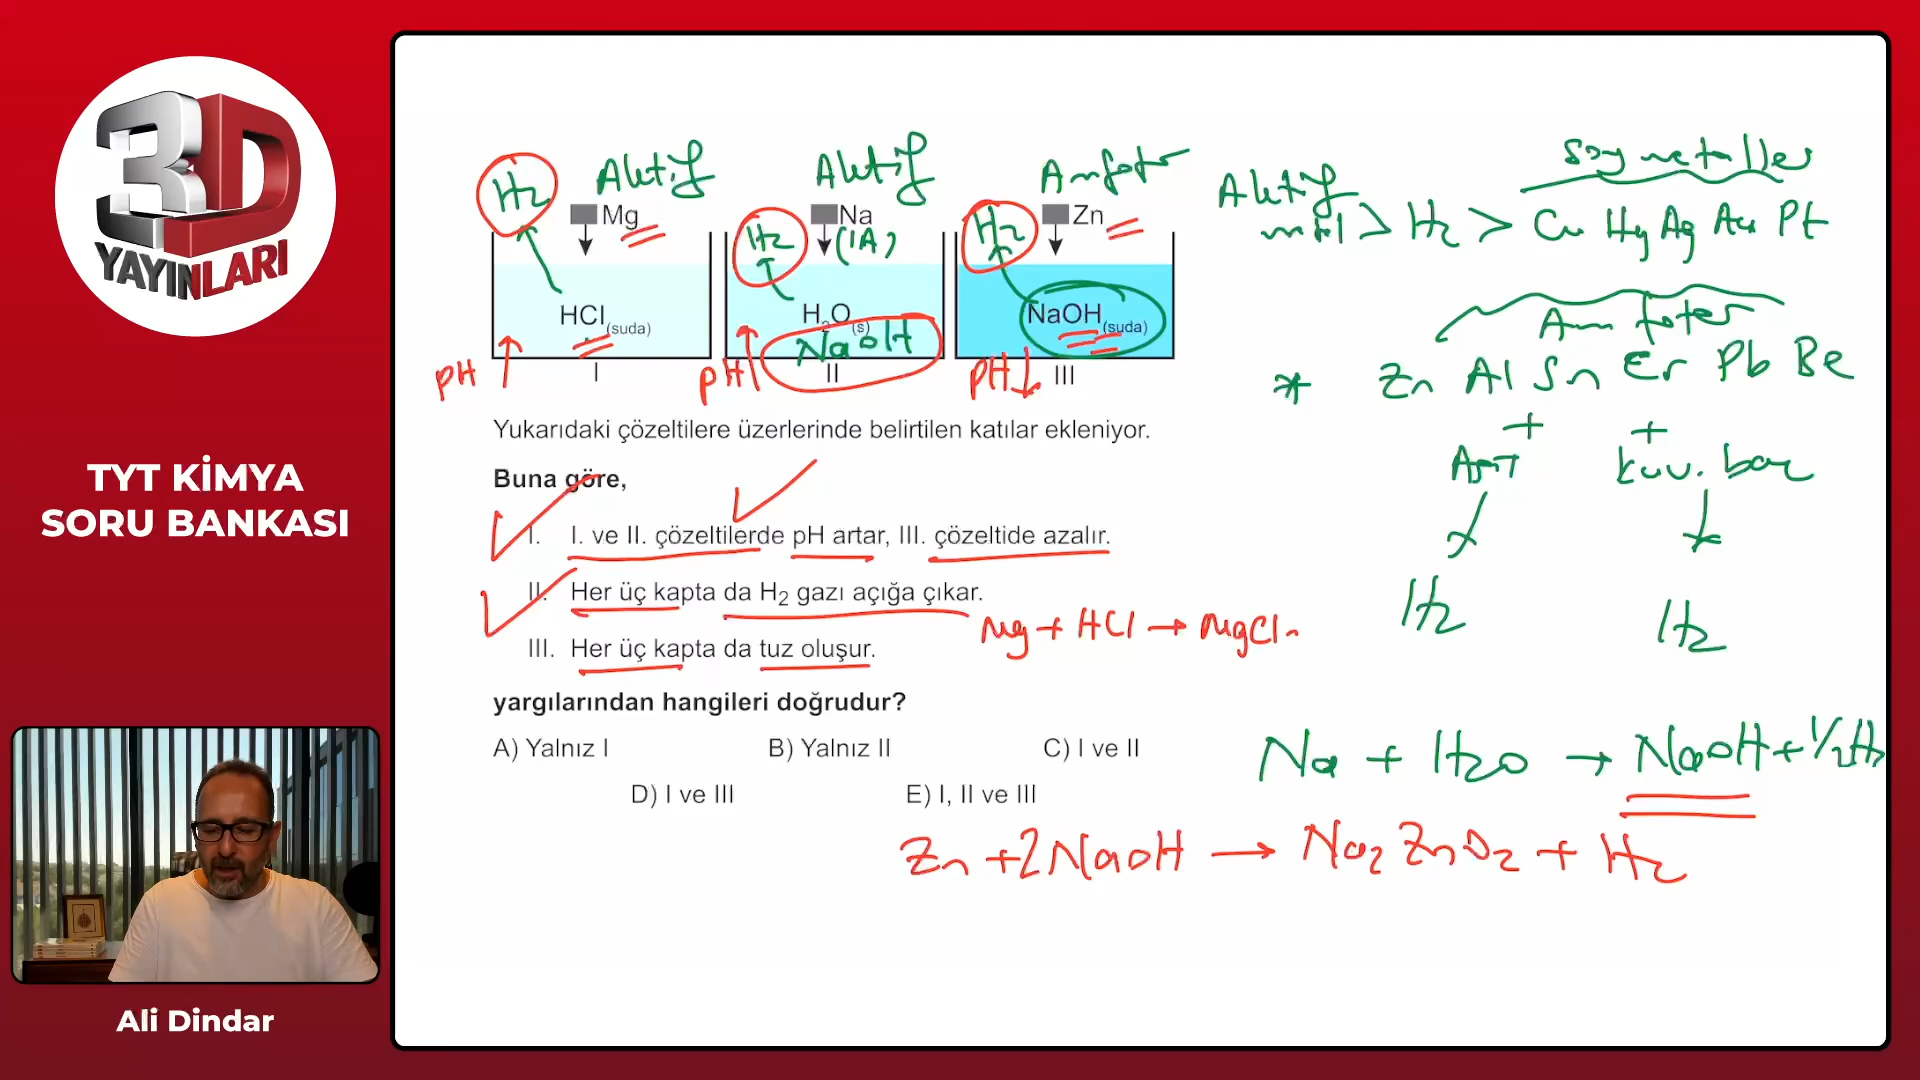 3D
YAYINLARI
TYT KİMYA
SORU BANKASI
Ali Dindar
H2 Aktif
Mg
HCl(suda)
pH
I
Aktif
H2 Na
(1A)
H2O(s)
NaOH
pH
II
Amfoter
H2 Zn
NaOH(suda)
pH
III
Yukarıdaki çözeltilere üzerlerinde belirtilen katılar ekleniyor.
Buna göre,
I. I. ve II. çözeltilerde pH artar, III. çözeltide azalır.
II. Her üç kapta da H2 gazı açığa çıkar.
III. Her üç kapta da tuz oluşur.
Mg + HCl → MgCl2
yargılarından hangileri doğrudur?
A) Yalnız I B) Yalnız II C) I ve II
D) I ve III E) I, II ve III
Soy metaller
Aktif
metal > H2 > Cu Hg Ag Au Pt
Amfoter
* Zn Al Sn Cr Pb Be
+ +
Asit kuv. baz
H2 H2
Na + H2O → NaOH + 1/2 H2
Zn + 2NaOH → Na2ZnO2 + H2